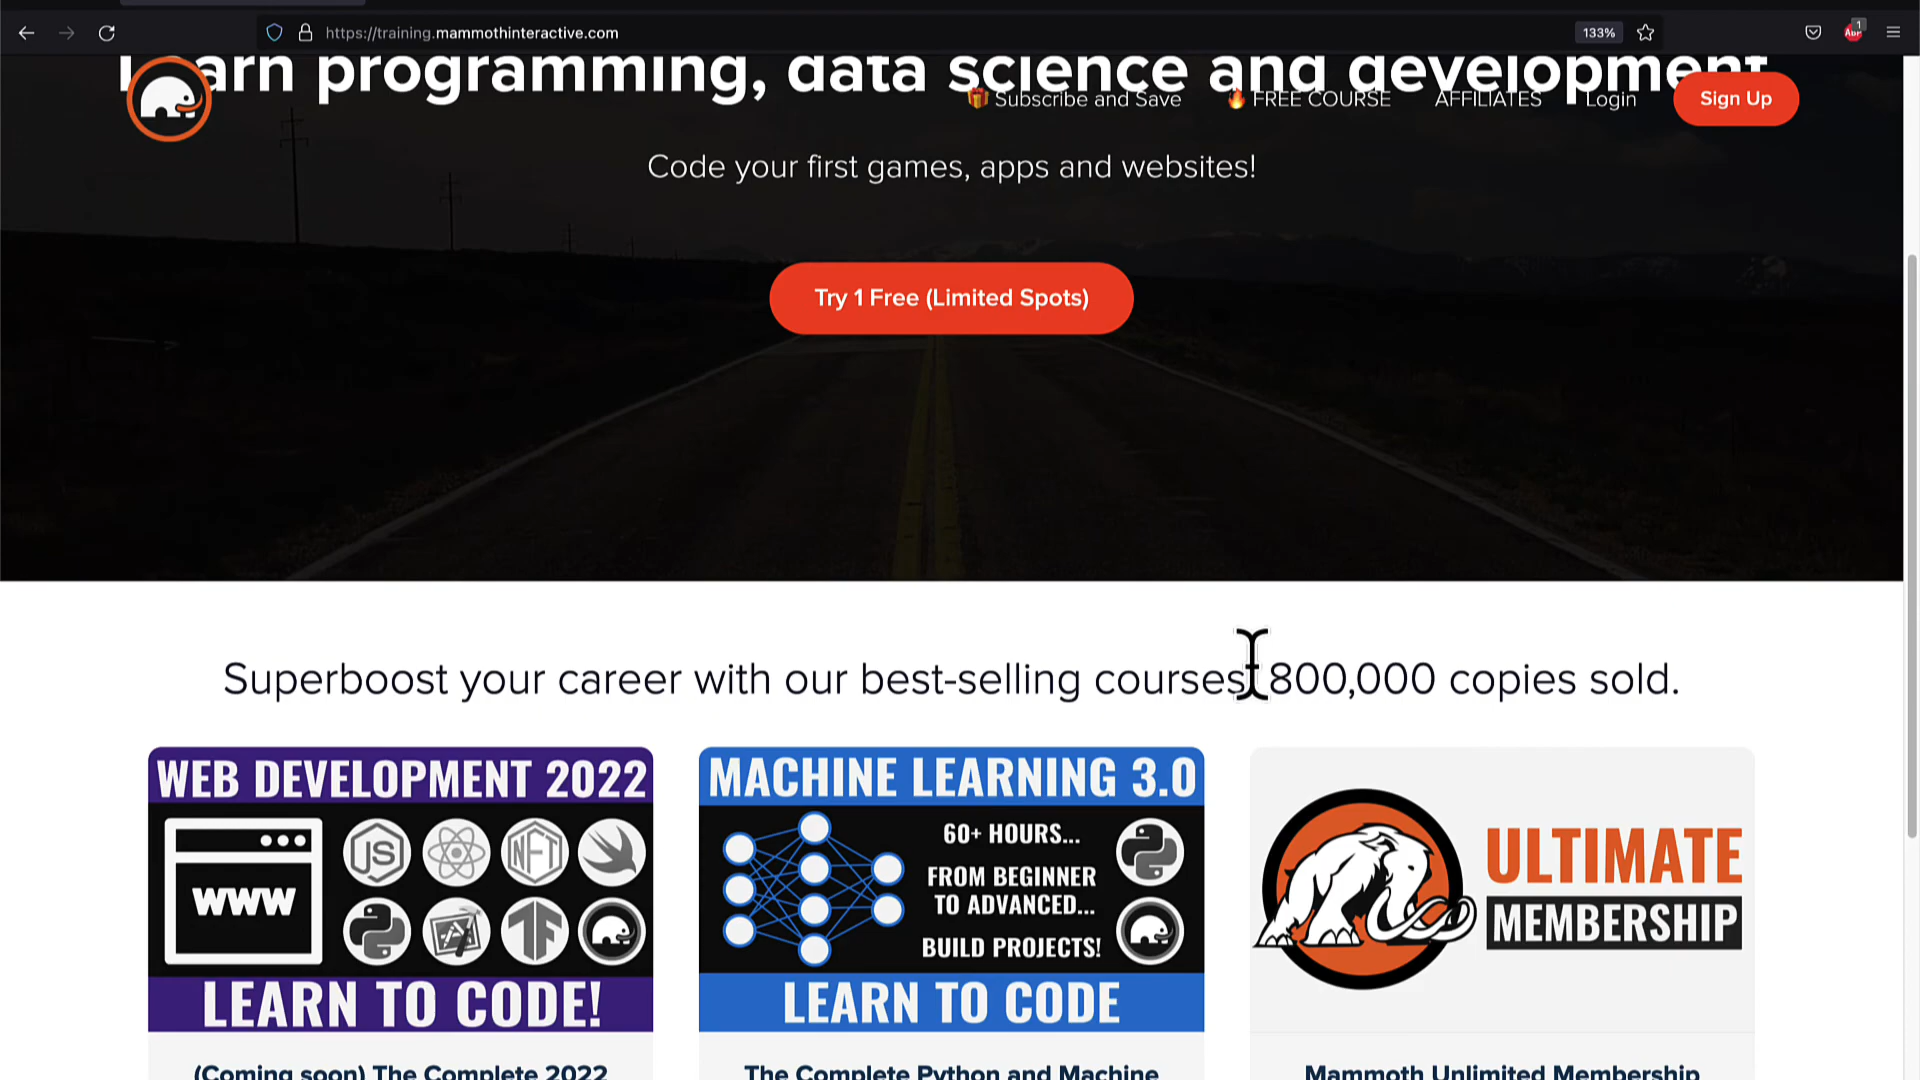 https://training.mammothinteractive.com
133%
1
ABP
programming, data science and development
Subscribe and Save
FREE COURSE
AFFILIATES
Login
Sign Up
Code your first games, apps and websites!
Try 1 Free (Limited Spots)
Superboost your career with our best-selling courses 800,000 copies sold.
WEB DEVELOPMENT 2022
WWW
JS
NFT
TF
LEARN TO CODE!
MACHINE LEARNING 3.0
60+ HOURS...
FROM BEGINNER
TO ADVANCED...
BUILD PROJECTS!
LEARN TO CODE
ULTIMATE
MEMBERSHIP
(Coming soon) The Complete 2022
The Complete Python and Machine
Mammoth Unlimited Membership